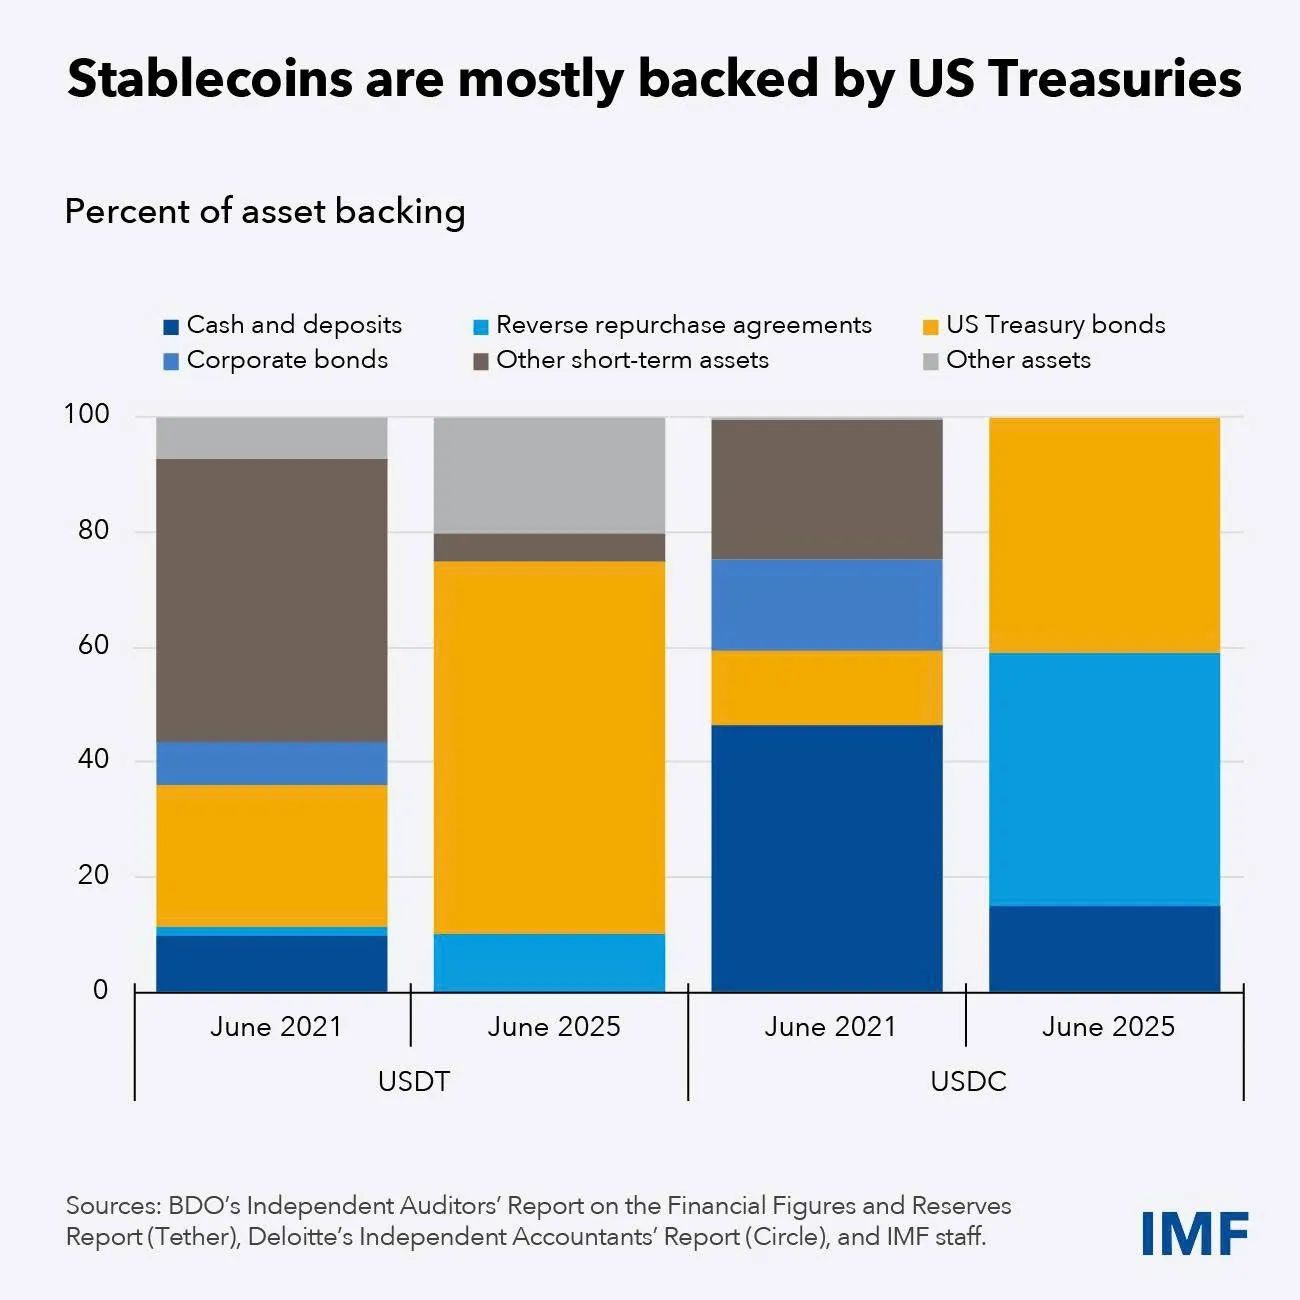 Stablecoins are mostly backed by US Treasuries
Percent of asset backing
Cash and deposits
Reverse repurchase agreements
US Treasury bonds
Corporate bonds
Other short-term assets
Other assets
100
80
60
40
20
0
June 2021
June 2025
June 2021
June 2025
USDT
USDC
Sources: BDO’s Independent Auditors’ Report on the Financial Figures and Reserves
Report (Tether), Deloitte’s Independent Accountants’ Report (Circle), and IMF staff.
IMF